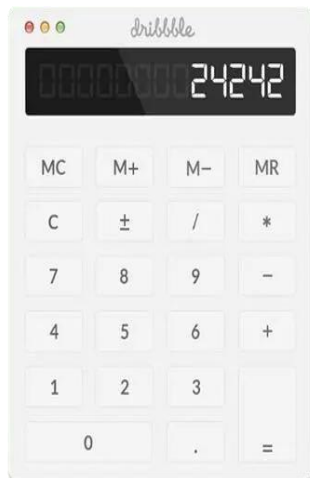 dribbble
24242
MC M+ M− MR
C ± / *
7 8 9 −
4 5 6 +
1 2 3
0 . =